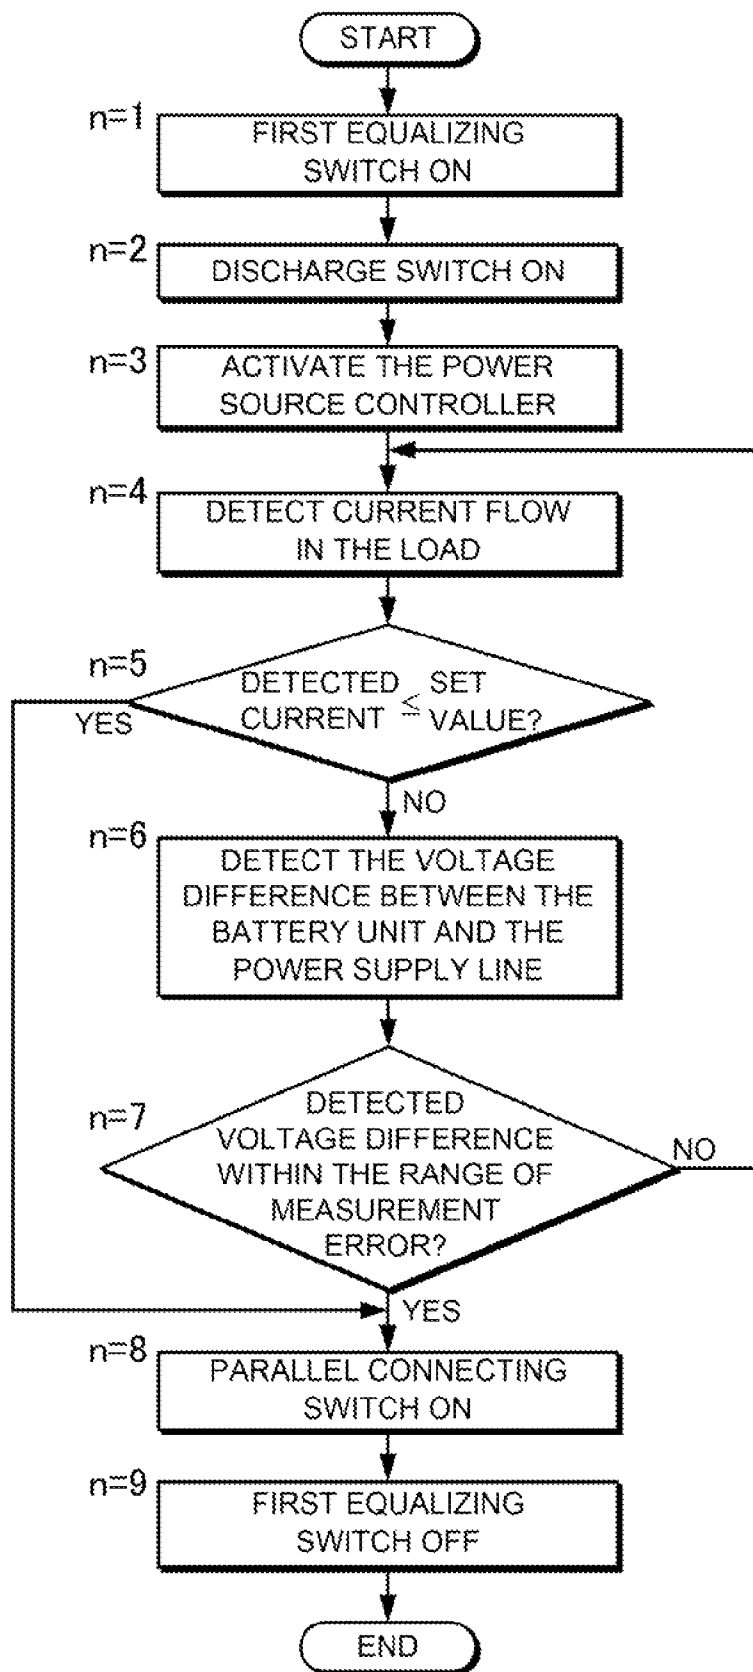 START
n=1
FIRST EQUALIZING
SWITCH ON
n=2
DISCHARGE SWITCH ON
n=3
ACTIVATE THE POWER
SOURCE CONTROLLER
n=4
DETECT CURRENT FLOW
IN THE LOAD
n=5
DETECTED ≦ SET
CURRENT VALUE?
YES
NO
n=6
DETECT THE VOLTAGE
DIFFERENCE BETWEEN THE
BATTERY UNIT AND THE
POWER SUPPLY LINE
n=7
DETECTED
VOLTAGE DIFFERENCE
WITHIN THE RANGE OF
MEASUREMENT
ERROR?
NO
YES
n=8
PARALLEL CONNECTING
SWITCH ON
n=9
FIRST EQUALIZING
SWITCH OFF
END